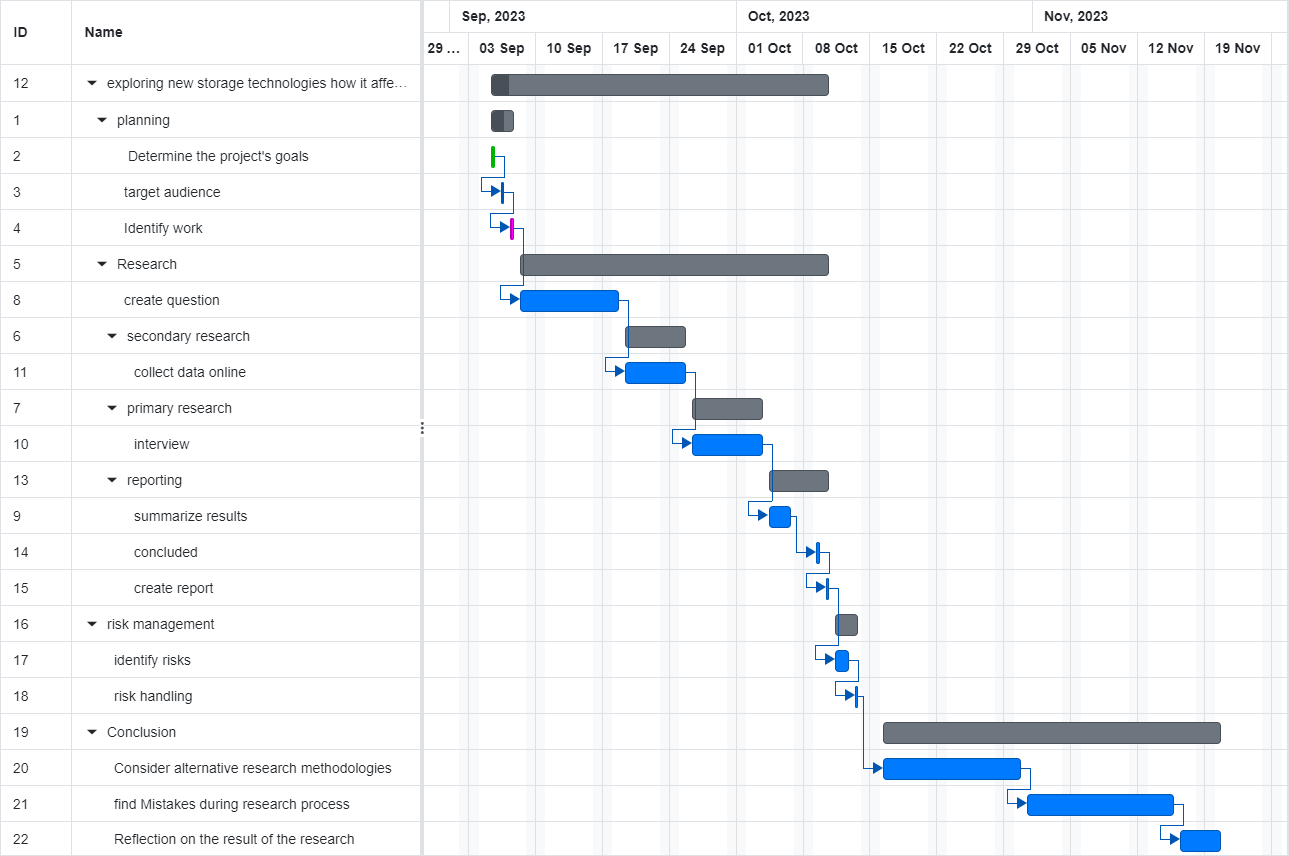 ID Name Sep, 2023 Oct, 2023 Nov, 2023
29 ... 03 Sep 10 Sep 17 Sep 24 Sep 01 Oct 08 Oct 15 Oct 22 Oct 29 Oct 05 Nov 12 Nov 19 Nov
12 exploring new storage technologies how it affe...
1 planning
2 Determine the project's goals
3 target audience
4 Identify work
5 Research
8 create question
6 secondary research
11 collect data online
7 primary research
10 interview
13 reporting
9 summarize results
14 concluded
15 create report
16 risk management
17 identify risks
18 risk handling
19 Conclusion
20 Consider alternative research methodologies
21 find Mistakes during research process
22 Reflection on the result of the research